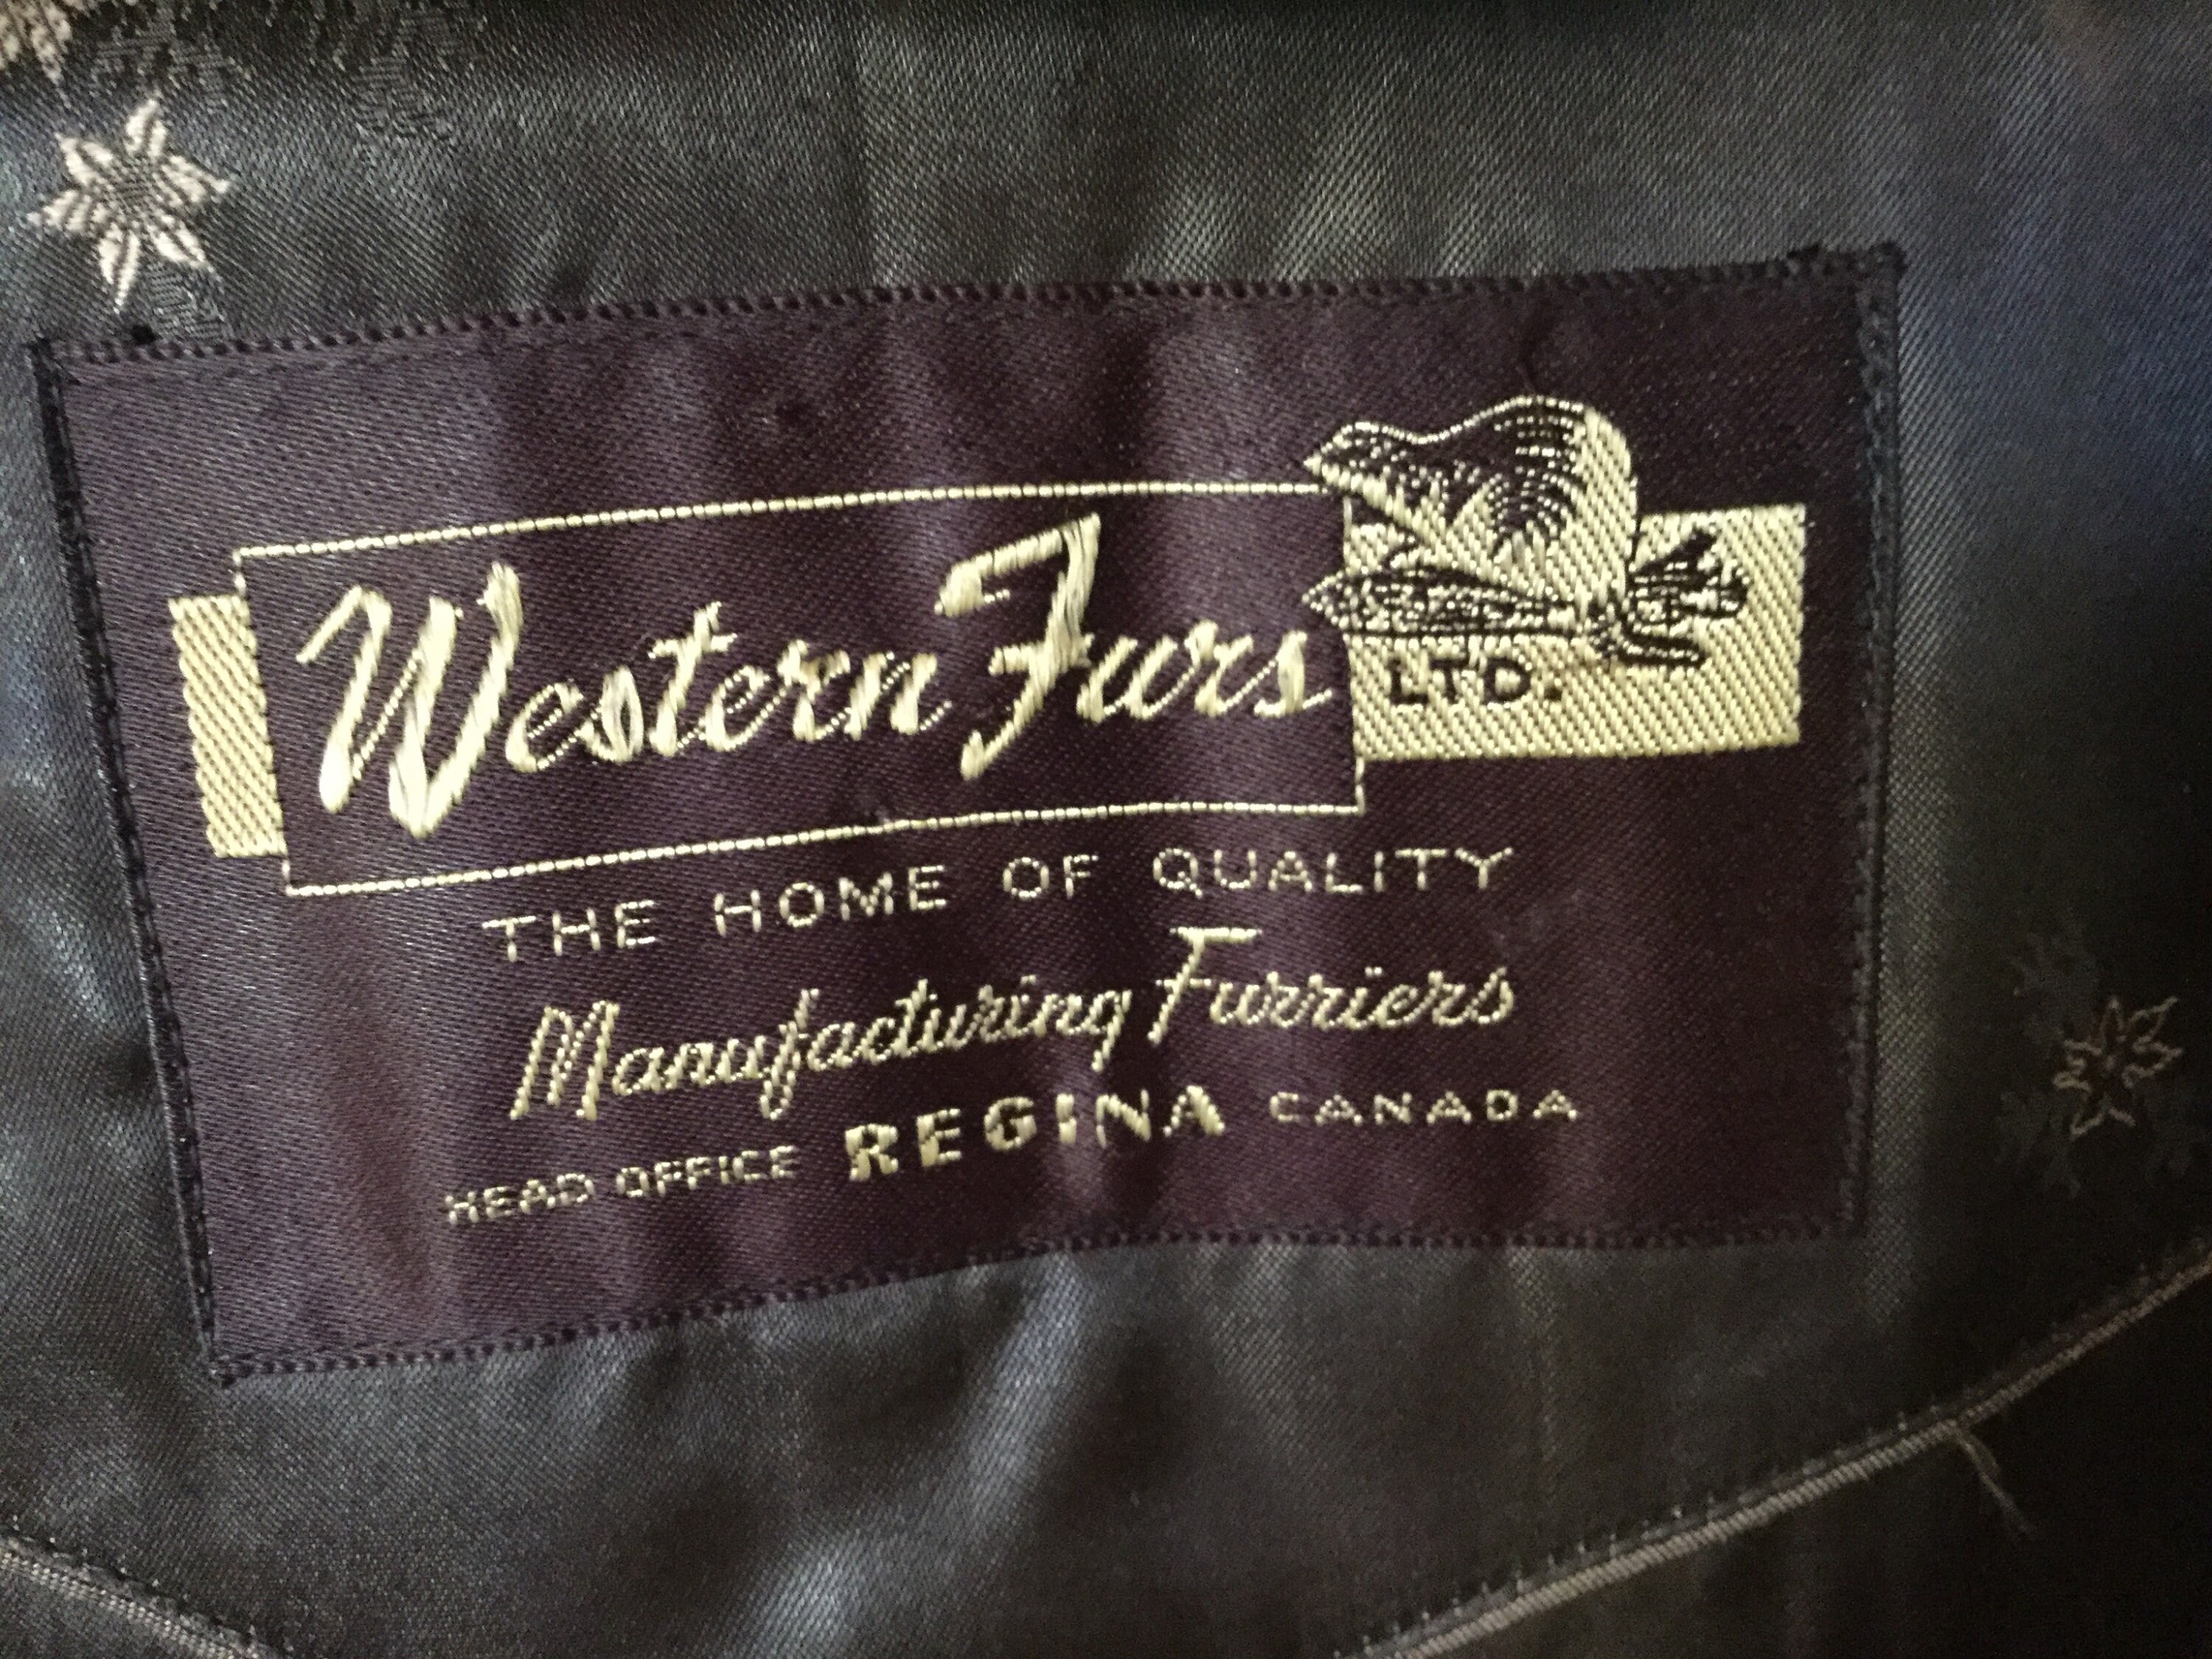 Western Furs LTD.
THE HOME OF QUALITY
Manufacturing Furriers
HEAD OFFICE REGINA CANADA